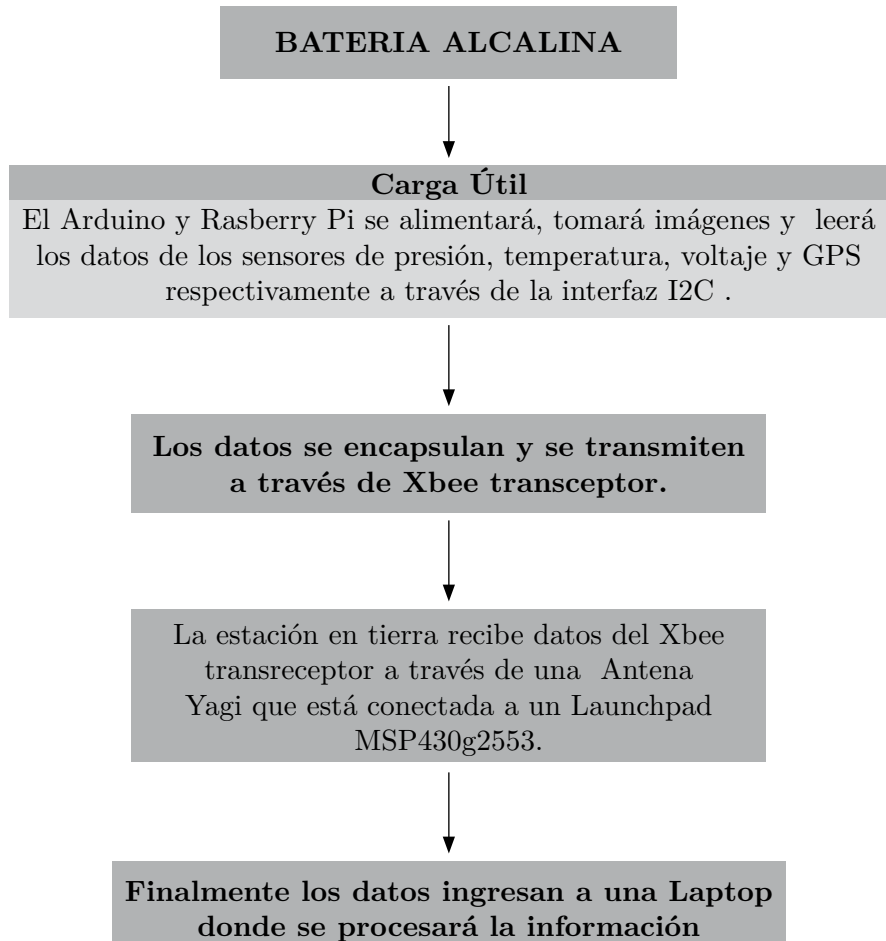 BATERIA ALCALINA
Carga Útil
El Arduino y Rasberry Pi se alimentará, tomará imágenes y leerá
los datos de los sensores de presión, temperatura, voltaje y GPS
respectivamente a través de la interfaz I2C .
Los datos se encapsulan y se transmiten
a través de Xbee transceptor.
La estación en tierra recibe datos del Xbee
transreceptor a través de una Antena
Yagi que está conectada a un Launchpad
MSP430g2553.
Finalmente los datos ingresan a una Laptop
donde se procesará la información